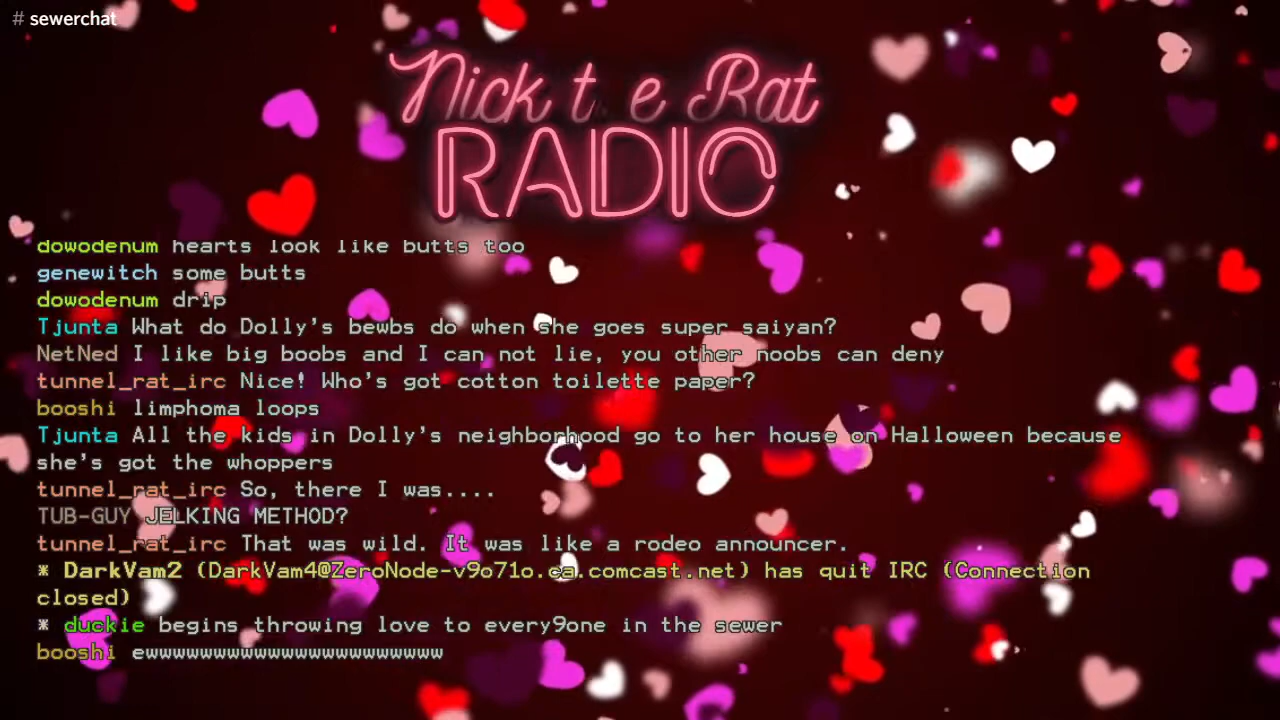 # sewerchat
Nick t e Rat
RADIO
dowodenum hearts look like butts too
genewitch some butts
dowodenum drip
Tjunta What do Dolly's bewbs do when she goes super saiyan?
NetNed I like big boobs and I can not lie, you other noobs can deny
tunnel_rat_irc Nice! Who's got cotton toilette paper?
booshi limphoma loops
Tjunta All the kids in Dolly's neighborhood go to her house on Halloween because
she's got the whoppers
tunnel_rat_irc So, there I was....
TUB-GUY JELKING METHOD?
tunnel_rat_irc That was wild. It was like a rodeo announcer.
* DarkVam2 (DarkVam4@ZeroNode-v9o71o.ca.comcast.net) has quit IRC (Connection
closed)
* duckie begins throwing love to every9one in the sewer
booshi ewwwwwwwwwwwwwwwwwwwwww